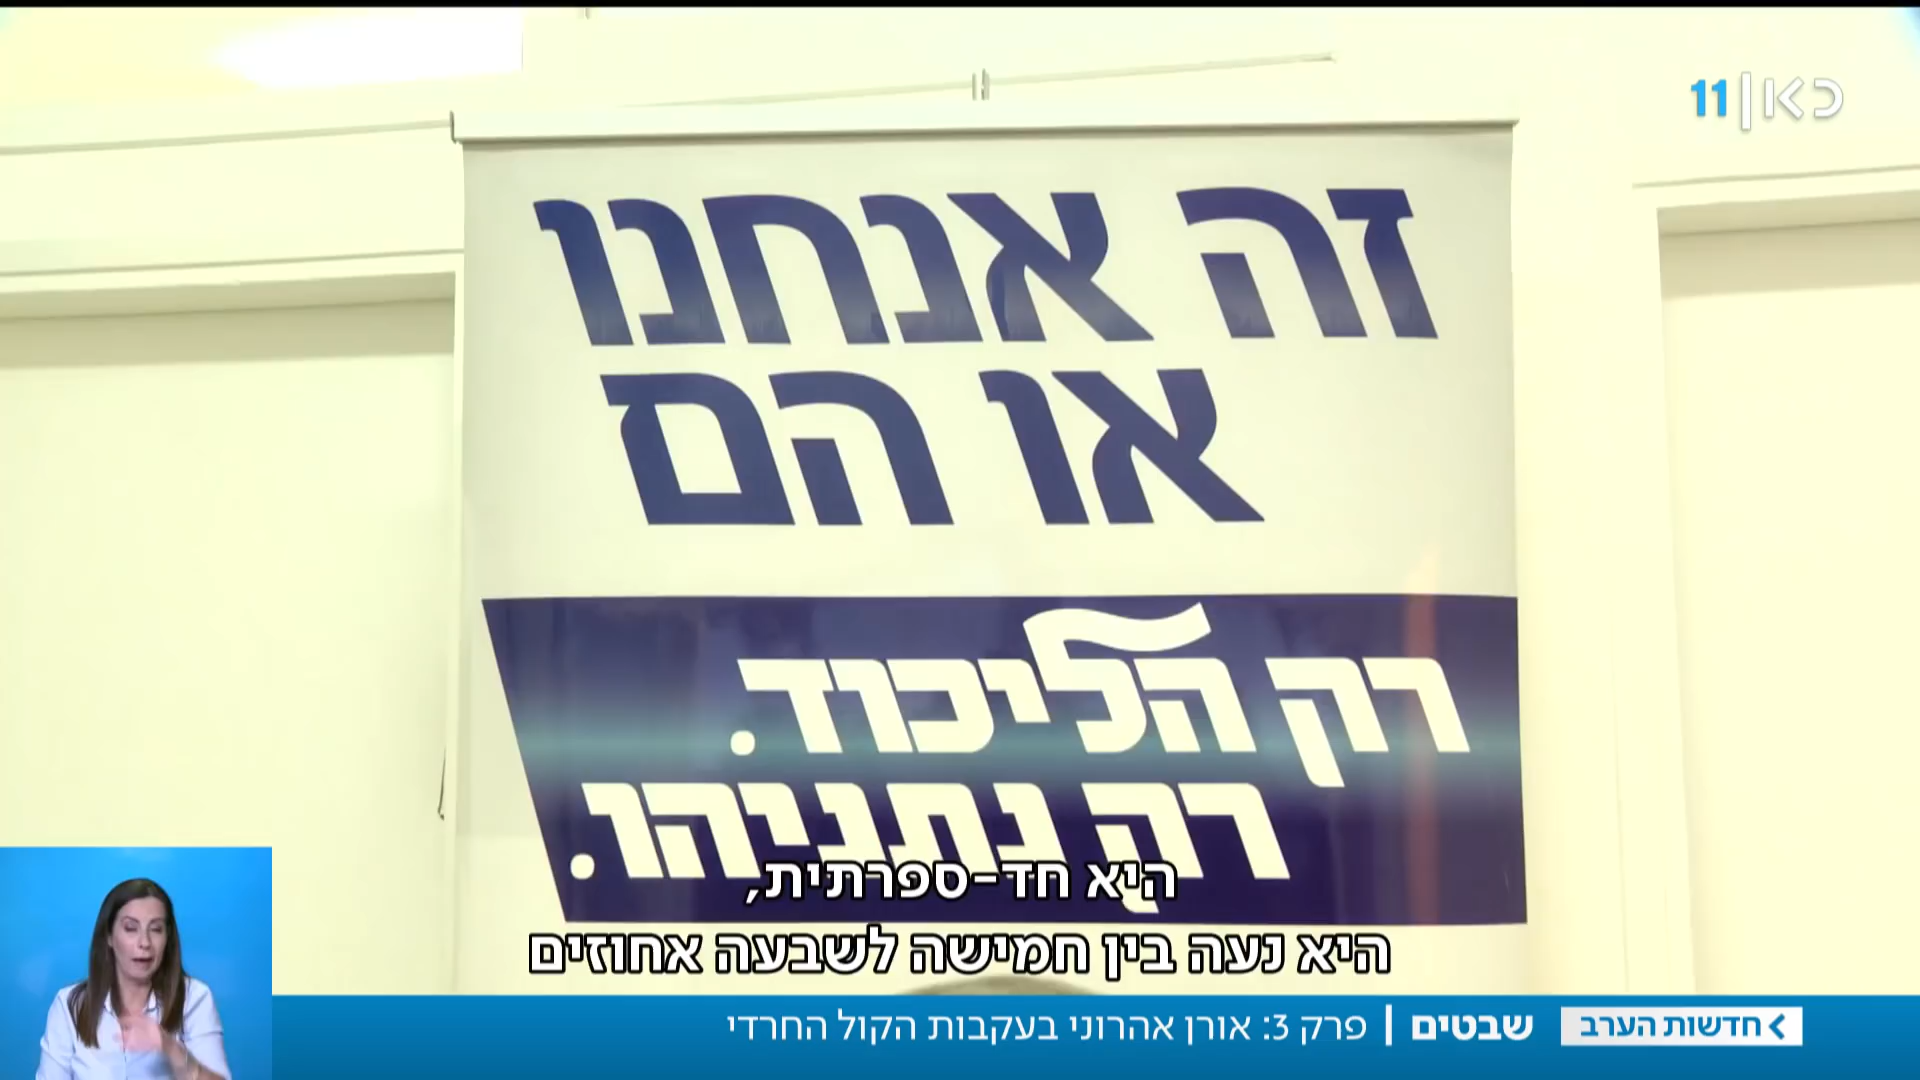 כאן|11
זה אנחנו
או הם
רק הליכוד.
רק נתניהו.
היא חד-ספרתית,
היא נעה בין חמישה לשבעה אחוזים
חדשות הערב
שבטים | פרק 3: אורן אהרוני בעקבות הקול החרדי